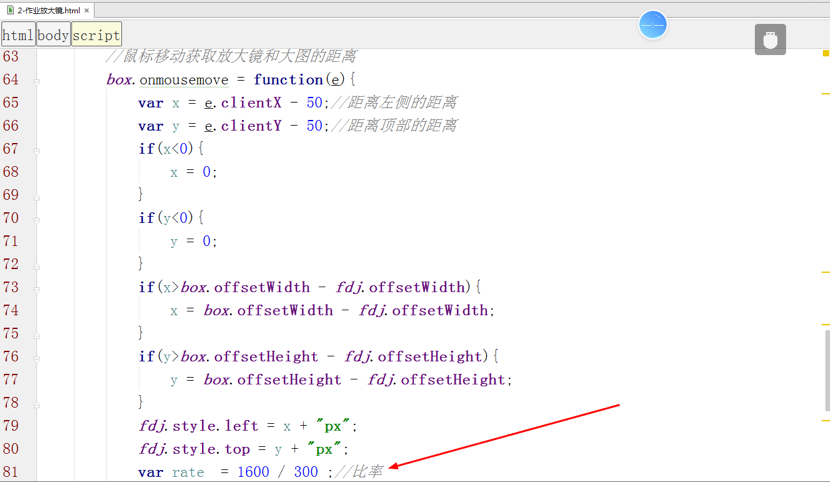 2-作业放大镜.html ×
html body script
63 //鼠标移动获取放大镜和大图的距离
64 box.onmousemove = function(e){
65 var x = e.clientX - 50;//距离左侧的距离
66 var y = e.clientY - 50;//距离顶部的距离
67 if(x<0){
68 x = 0;
69 }
70 if(y<0){
71 y = 0;
72 }
73 if(x>box.offsetWidth - fdj.offsetWidth){
74 x = box.offsetWidth - fdj.offsetWidth;
75 }
76 if(y>box.offsetHeight - fdj.offsetHeight){
77 y = box.offsetHeight - fdj.offsetHeight;
78 }
79 fdj.style.left = x + "px";
80 fdj.style.top = y + "px";
81 var rate = 1600 / 300 ;//比率